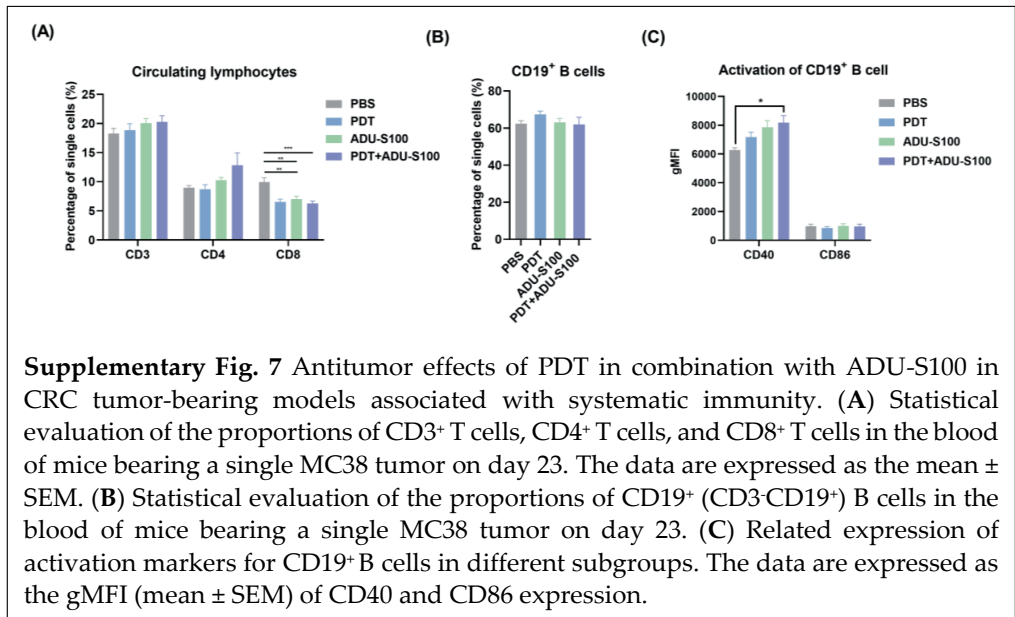 (A)
Circulating lymphocytes
Percentage of single cells (%)
25
20
15
10
5
0
CD3 CD4 CD8
***
**
**
PBS
PDT
ADU-S100
PDT+ADU-S100
(B)
CD19+ B cells
Percentage of single cells (%)
80
60
40
20
0
PBS
PDT
ADU-S100
PDT+ADU-S100
(C)
Activation of CD19+ B cell
gMFI
10000
8000
6000
4000
2000
0
CD40 CD86
*
PBS
PDT
ADU-S100
PDT+ADU-S100
Supplementary Fig. 7 Antitumor effects of PDT in combination with ADU-S100 in
CRC tumor-bearing models associated with systematic immunity. (A) Statistical
evaluation of the proportions of CD3+ T cells, CD4+ T cells, and CD8+ T cells in the blood
of mice bearing a single MC38 tumor on day 23. The data are expressed as the mean ±
SEM. (B) Statistical evaluation of the proportions of CD19+ (CD3-CD19+) B cells in the
blood of mice bearing a single MC38 tumor on day 23. (C) Related expression of
activation markers for CD19+ B cells in different subgroups. The data are expressed as
the gMFI (mean ± SEM) of CD40 and CD86 expression.